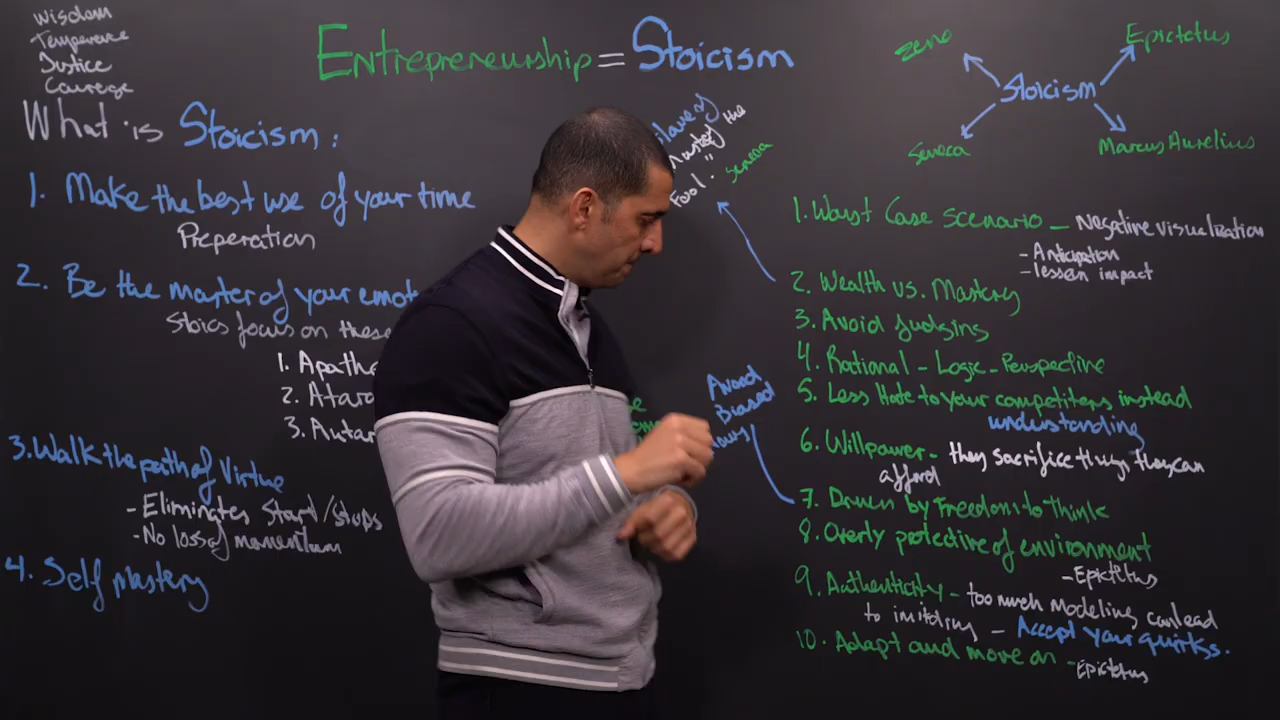 Wisdom
Temperence
Justice
Courage
Entrepreneurship = Stoicism
What is Stoicism:
1. Make the best use of your time
Preperation
2. Be the master of your emot
Stoics focus on these
1. Apathe
2. Atara
3. Autar
3. Walk the path of Virtue
- Eliminates Start/Stops
- No loss of momentum
4. Self mastery
of
the
Fool."
Seneca
Avoid
Biased
Stoicism
Zeno
Epictetus
Seneca
Marcus Aurelius
1. Worst Case scenario - Negative visualization
- Anticipation
- lessen impact
2. Wealth vs. Mastery
3. Avoid judging
4. Rational - Logic - Perspective
5. Less Hate to your competitors instead
understanding
6. Willpower - they sacrifice things they can
afford
7. Driven by Freedom to think
8. Overly protective of environment
- Epictitus
9. Authenticity - too much Modeling can lead
to imitating - Accept your quirks.
10. Adapt and move on - Epictitus